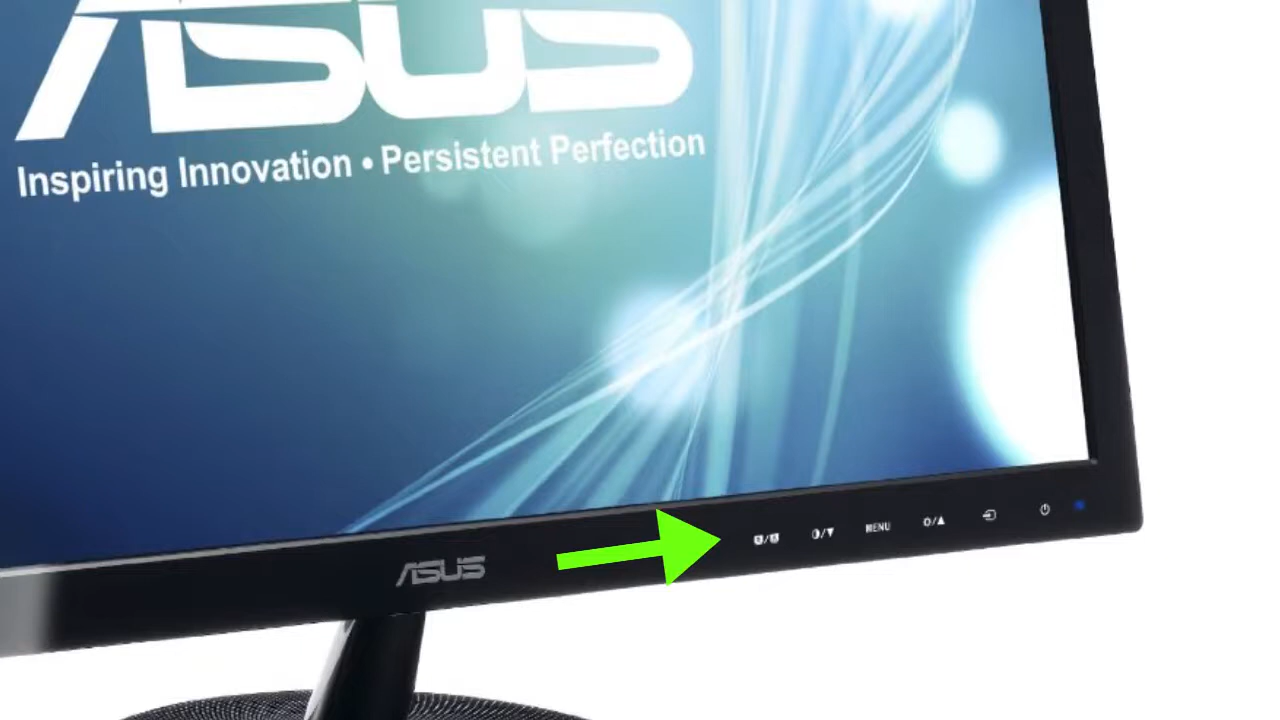 ASUS
Inspiring Innovation • Persistent Perfection
ASUS
MENU